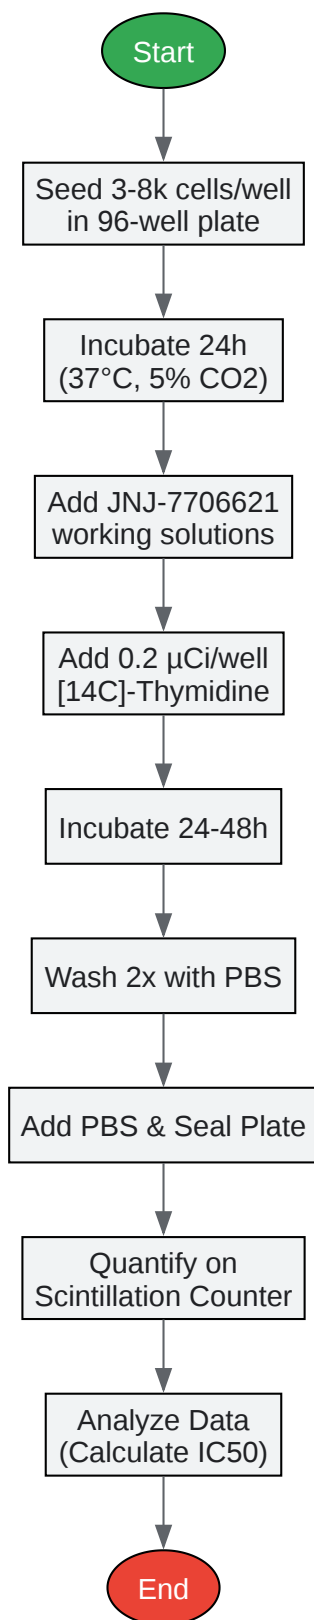 Start
Seed 3-8k cells/well
in 96-well plate
Incubate 24h
(37°C, 5% CO2)
Add JNJ-7706621
working solutions
Add 0.2 µCi/well
[14C]-Thymidine
Incubate 24-48h
Wash 2x with PBS
Add PBS & Seal Plate
Quantify on
Scintillation Counter
Analyze Data
(Calculate IC50)
End